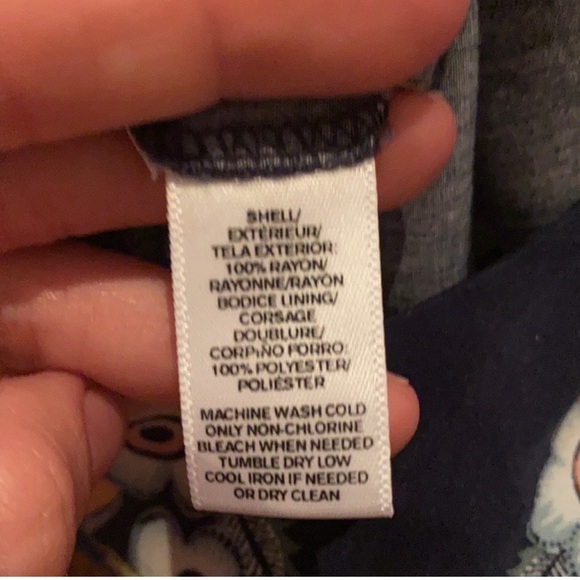 SHELL/
EXTÉRIEUR/
TELA EXTERIOR:
100% RAYON/
RAYONNE/RAYON
BODICE LINING/
CORSAGE
DOUBLURE/
CORPIÑO FORRO:
100% POLYESTER/
POLIÉSTER
MACHINE WASH COLD
ONLY NON-CHLORINE
BLEACH WHEN NEEDED
TUMBLE DRY LOW
COOL IRON IF NEEDED
OR DRY CLEAN